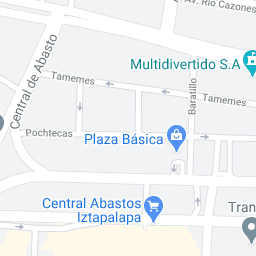 Av. Río Cazones
Multidivertido S.A
Central de Abasto
Tamemes
Baratillo
Tamemes
Pochtecas
Plaza Básica
Central Abastos
Iztapalapa
Tran